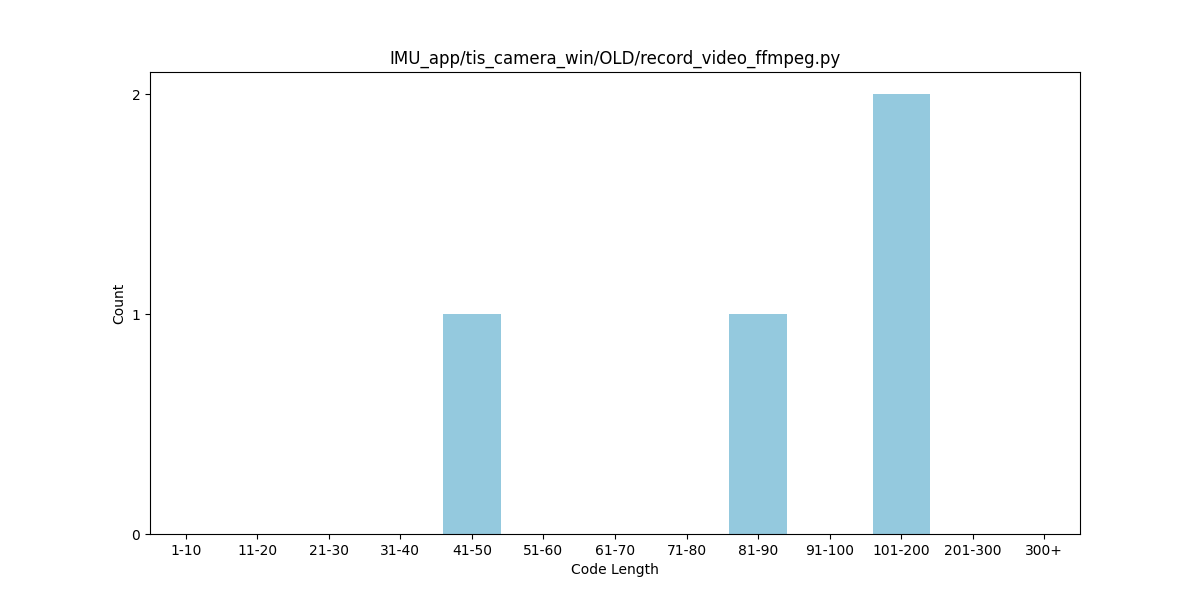 IMU_app/tis_camera_win/OLD/record_video_ffmpeg.py
2
1
0
Count
1-10 11-20 21-30 31-40 41-50 51-60 61-70 71-80 81-90 91-100 101-200 201-300 300+
Code Length